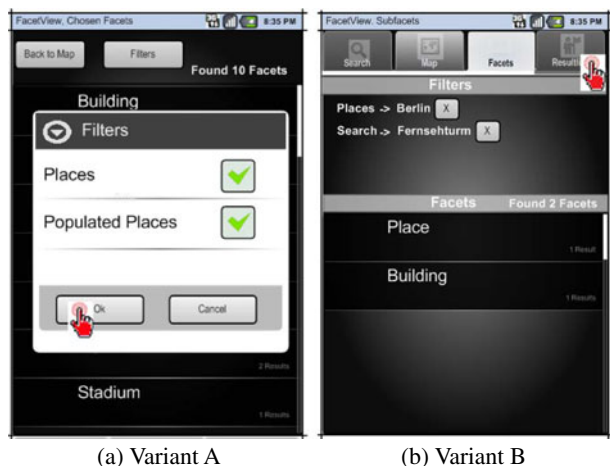 FacetView, Chosen Facets 8:35 PM
Back to Map Filters
Found 10 Facets
Building
Filters
Places
Populated Places
Ok Cancel
2 Results
Stadium
1 Results
(a) Variant A
FacetView. Subfacets 8:35 PM
Search Map Facets
Filters
Places -> Berlin X
Search -> Fernsehturm X
Facets Found 2 Facets
Place
1 Result
Building
1 Results
(b) Variant B